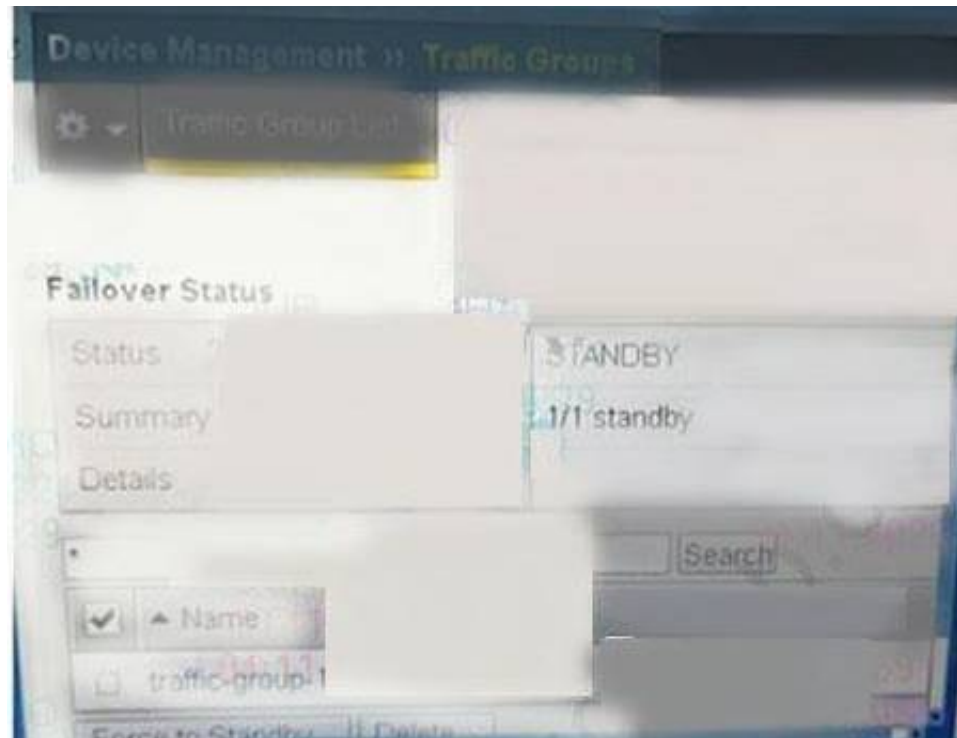 Device Management >> Traffic Groups
Traffic Group List
Failover Status
Status STANDBY
Summary 1/1 standby
Details
* Search
Name
traffic-group-1
Force to Standby Delete